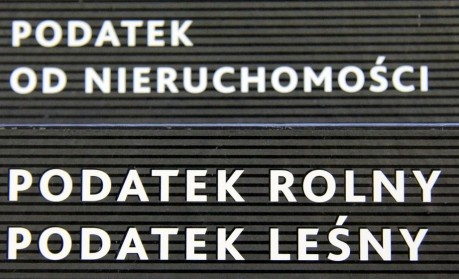 PODATEK
OD NIERUCHOMOŚCI
PODATEK ROLNY
PODATEK LEŚNY